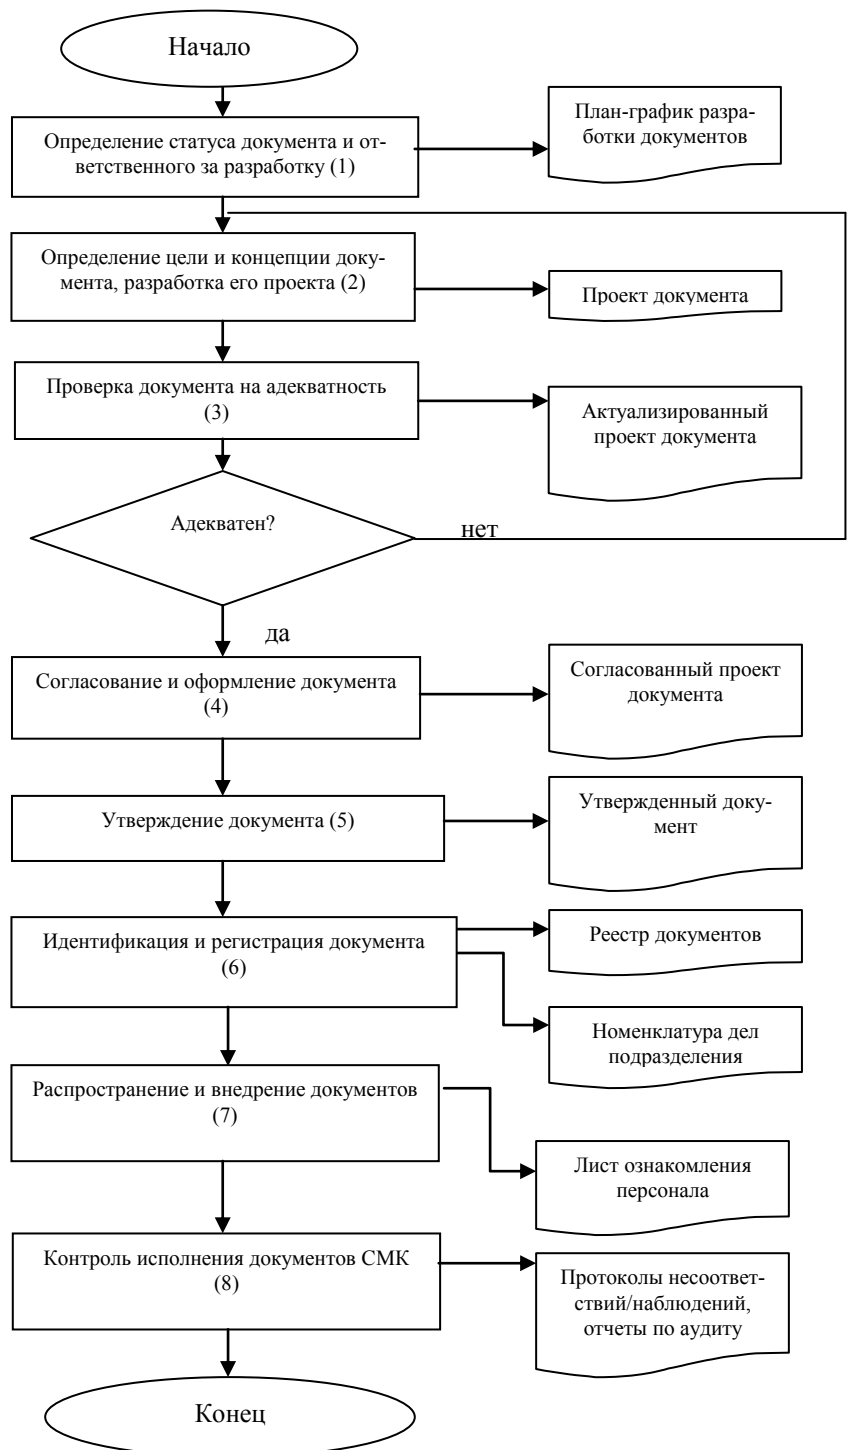 Начало
Определение статуса документа и от-
ветственного за разработку (1)
План-график разра-
ботки документов
Определение цели и концепции доку-
мента, разработка его проекта (2)
Проект документа
Проверка документа на адекватность
(3)
Актуализированный
проект документа
Адекватен?
нет
да
Согласование и оформление документа
(4)
Согласованный проект
документа
Утверждение документа (5)
Утвержденный доку-
мент
Идентификация и регистрация документа
(6)
Реестр документов
Номенклатура дел
подразделения
Распространение и внедрение документов
(7)
Лист ознакомления
персонала
Контроль исполнения документов СМК
(8)
Протоколы несоответ-
ствий/наблюдений,
отчеты по аудиту
Конец